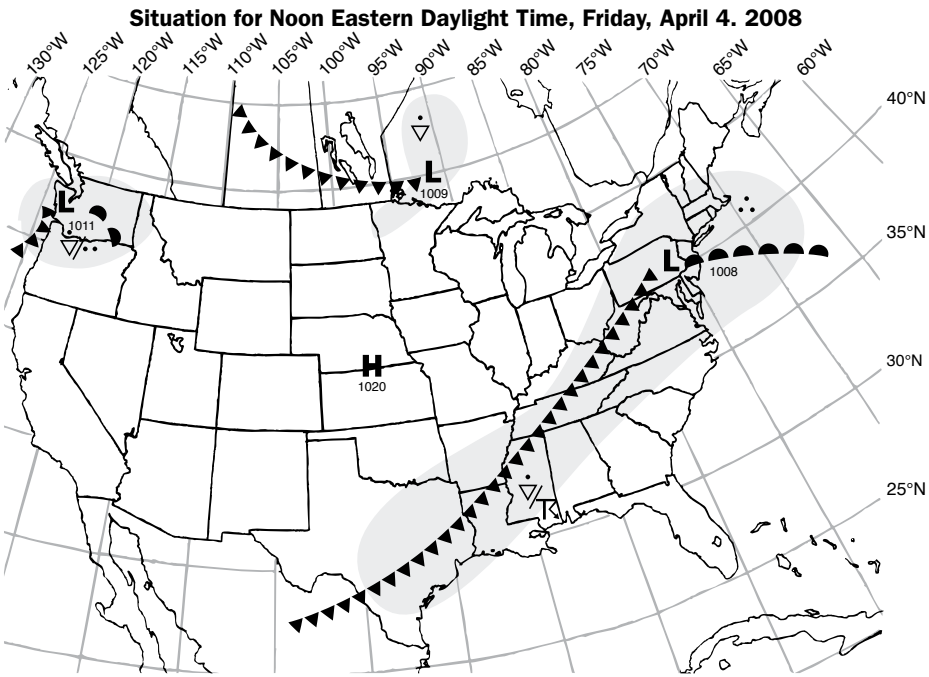 Situation for Noon Eastern Daylight Time, Friday, April 4. 2008
130°W 125°W 120°W 110°W 105°W 100°W 95°W 90°W 85°W 80°W 75°W 70°W 65°W 60°W
40°N
L
1009
L
1011
35°N
L
1008
H
1020
30°N
25°N